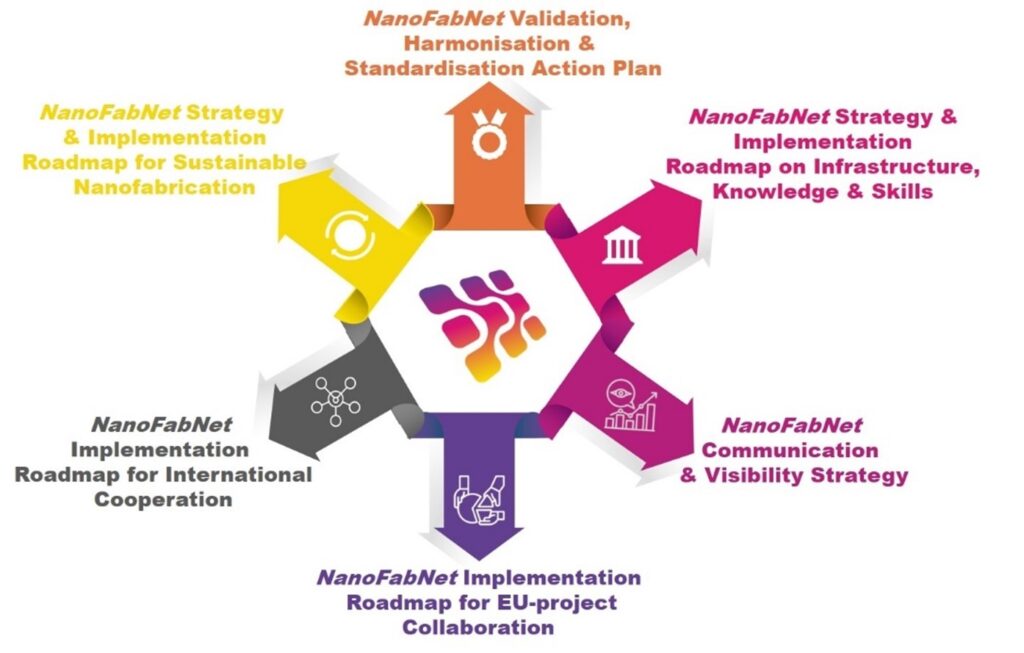 NanoFabNet Validation,
Harmonisation &
Standardisation Action Plan
NanoFabNet Strategy
& Implementation
Roadmap for Sustainable
Nanofabrication
NanoFabNet Strategy &
Implementation
Roadmap on Infrastructure,
Knowledge & Skills
NanoFabNet
Implementation
Roadmap for International
Cooperation
NanoFabNet
Communication
& Visibility Strategy
NanoFabNet Implementation
Roadmap for EU-project
Collaboration